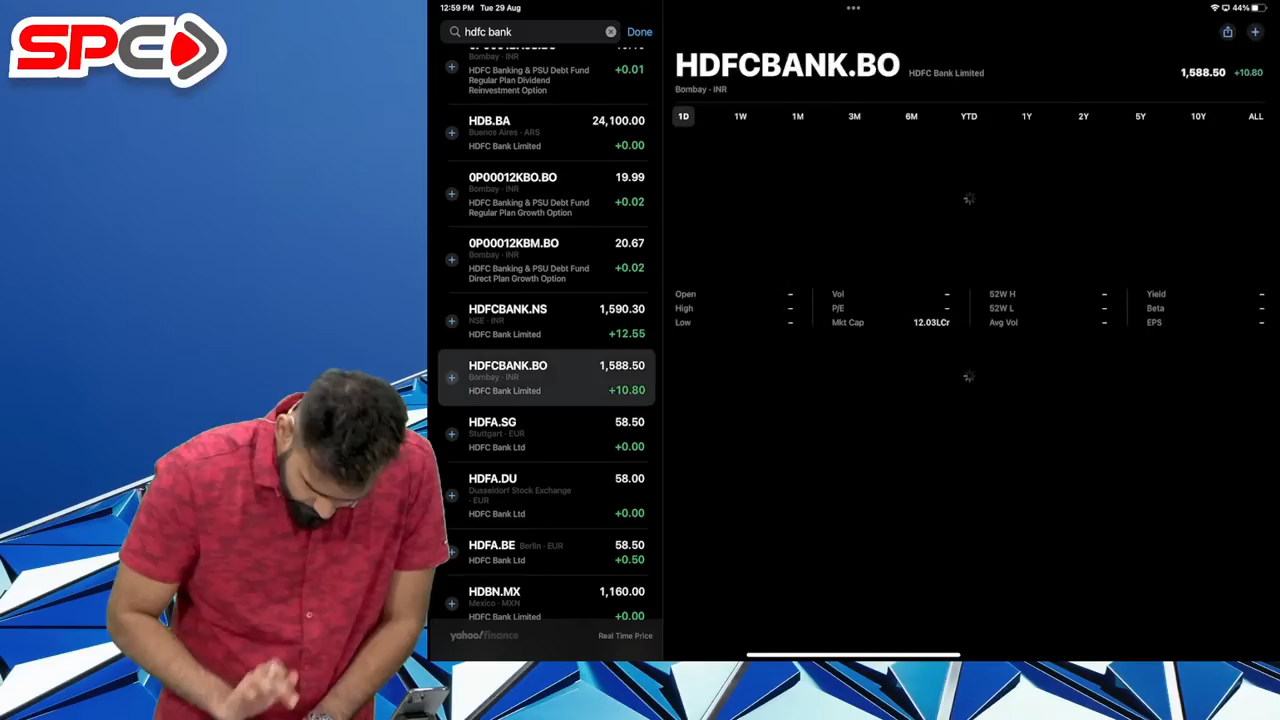 SPE
12:59 PM Tue 29 Aug
44%
hdfc bank
Done
Bombay · INR
HDFC Banking & PSU Debt Fund
Regular Plan Dividend
Reinvestment Option
+0.01
HDB.BA
24,100.00
Buenos Aires · ARS
HDFC Bank Limited
+0.00
0P00012KBO.BO
19.99
Bombay · INR
HDFC Banking & PSU Debt Fund
Regular Plan Growth Option
+0.02
0P00012KBM.BO
20.67
Bombay · INR
HDFC Banking & PSU Debt Fund
Direct Plan Growth Option
+0.02
HDFCBANK.NS
1,590.30
NSE · INR
HDFC Bank Limited
+12.55
HDFCBANK.BO
1,588.50
Bombay · INR
HDFC Bank Limited
+10.80
HDFA.SG
58.50
Stuttgart · EUR
HDFC Bank Ltd
+0.00
HDFA.DU
58.00
Dusseldorf Stock Exchange
· EUR
HDFC Bank Ltd
+0.00
HDFA.BE Berlin · EUR
58.50
HDFC Bank Ltd
+0.50
HDBN.MX
1,160.00
Mexico · MXN
HDFC Bank Limited
+0.00
yahoo!finance
Real Time Price
HDFCBANK.BO HDFC Bank Limited
1,588.50 +10.80
Bombay · INR
1D 1W 1M 3M 6M YTD 1Y 2Y 5Y 10Y ALL
Open –
High –
Low –
Vol –
P/E –
Mkt Cap 12.03LCr
52W H –
52W L –
Avg Vol –
Yield –
Beta –
EPS –